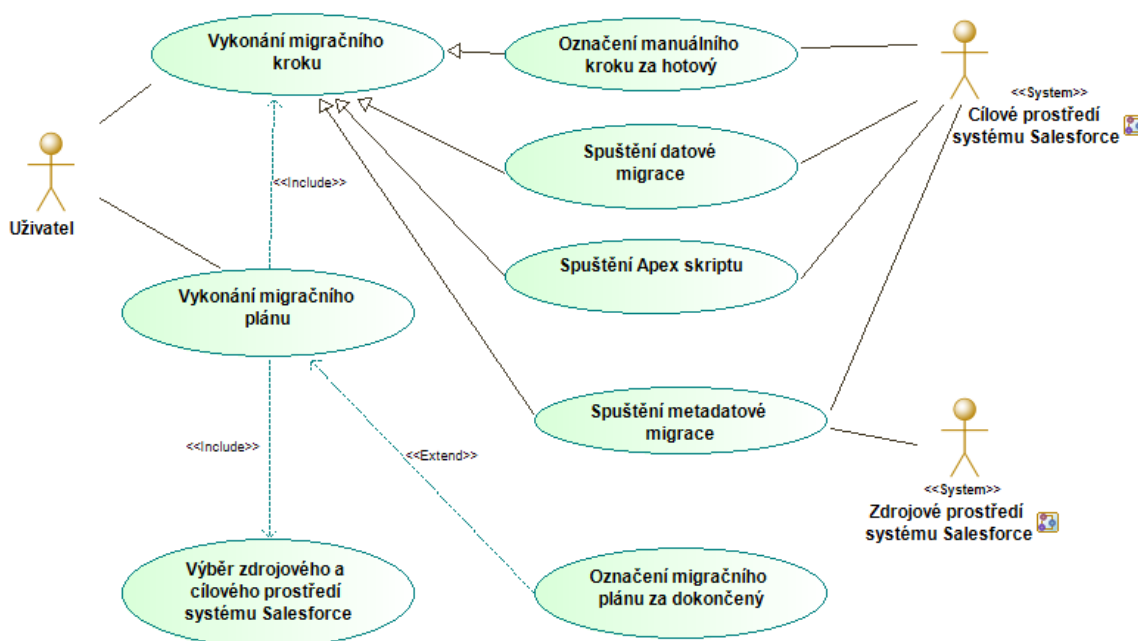 Vykonání migračního
kroku
Označení manuálního
kroku za hotový
<<System>>
Cílové prostředí
systému Salesforce
Spuštění datové
migrace
<<Include>>
Uživatel
Spuštění Apex skriptu
Vykonání migračního
plánu
Spuštění metadatové
migrace
<<Include>>
<<Extend>>
<<System>>
Zdrojové prostředí
systému Salesforce
Výběr zdrojového a
cílového prostředí
systému Salesforce
Označení migračního
plánu za dokončený